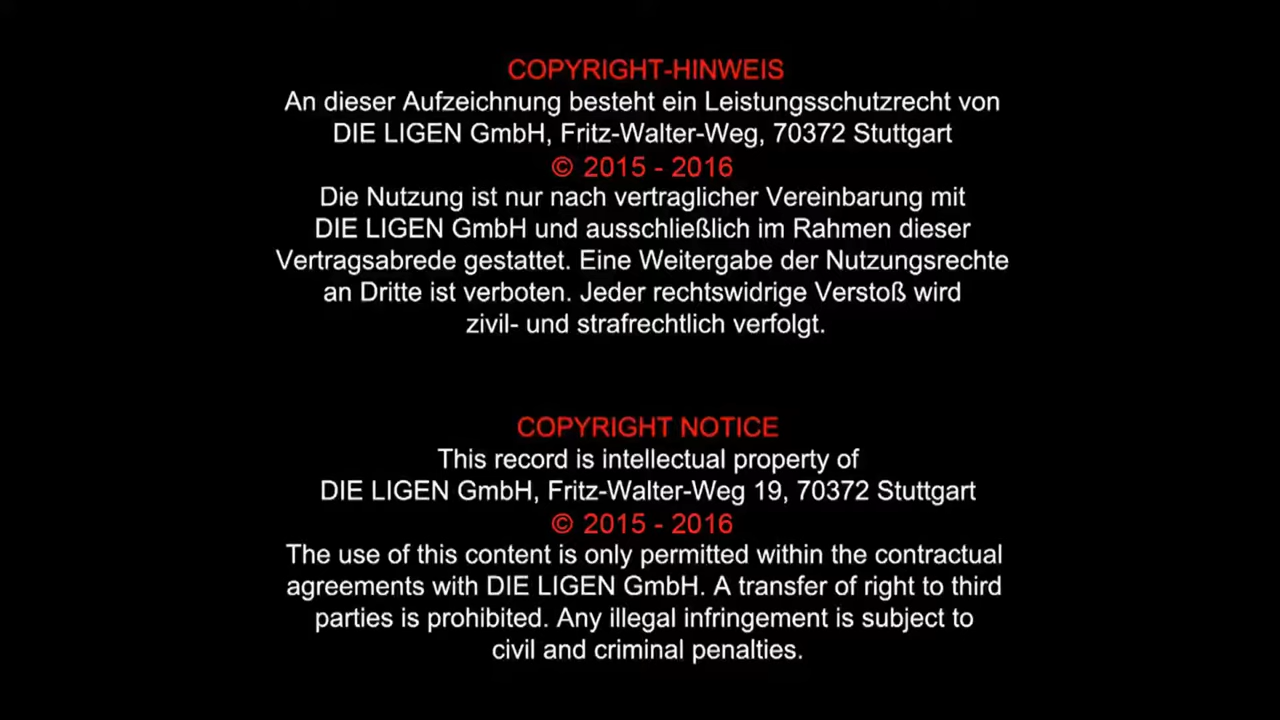 COPYRIGHT-HINWEIS
An dieser Aufzeichnung besteht ein Leistungsschutzrecht von
DIE LIGEN GmbH, Fritz-Walter-Weg, 70372 Stuttgart
© 2015 - 2016
Die Nutzung ist nur nach vertraglicher Vereinbarung mit
DIE LIGEN GmbH und ausschließlich im Rahmen dieser
Vertragsabrede gestattet. Eine Weitergabe der Nutzungsrechte
an Dritte ist verboten. Jeder rechtswidrige Verstoß wird
zivil- und strafrechtlich verfolgt.
COPYRIGHT NOTICE
This record is intellectual property of
DIE LIGEN GmbH, Fritz-Walter-Weg 19, 70372 Stuttgart
© 2015 - 2016
The use of this content is only permitted within the contractual
agreements with DIE LIGEN GmbH. A transfer of right to third
parties is prohibited. Any illegal infringement is subject to
civil and criminal penalties.